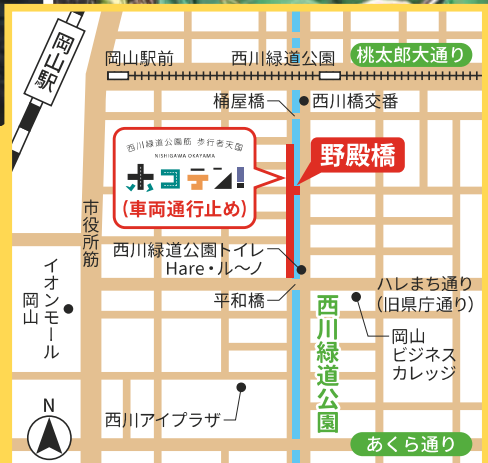 岡山駅
岡山駅前
西川緑道公園
桃太郎大通り
桶屋橋
西川橋交番
西川緑道公園筋 歩行者天国
NISHIGAWA OKAYAMA
ホコテン!
(車両通行止め)
野殿橋
市役所筋
西川緑道公園トイレ
Hare・ル〜ノ
平和橋
ハレまち通り
(旧県庁通り)
イオンモール
岡山
西川緑道公園
岡山
ビジネス
カレッジ
西川アイプラザ
N
あくら通り